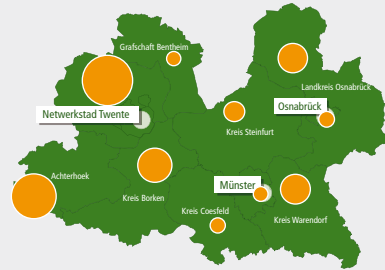 Grafschaft Bentheim
Landkreis Osnabrück
Netwerkstad Twente
Osnabrück
Kreis Steinfurt
Achterhoek
Münster
Kreis Borken
Kreis Coesfeld
Kreis Warendorf